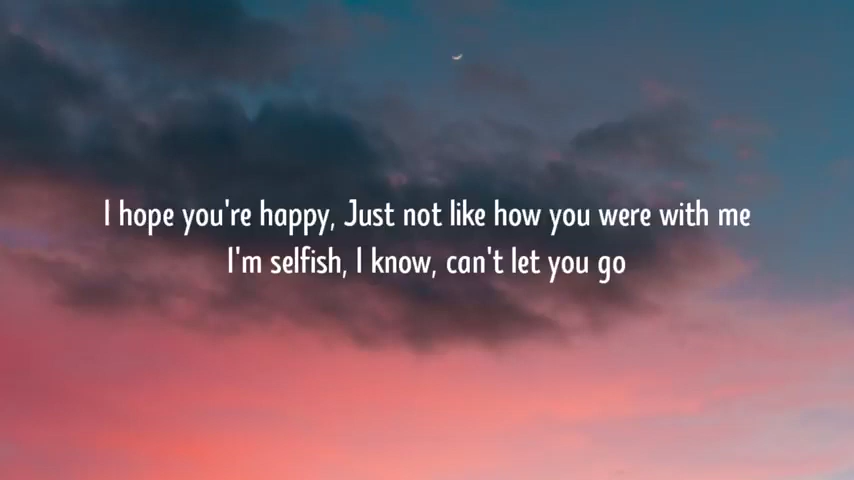 I hope you're happy, Just not like how you were with me
I'm selfish, I know, can't let you go